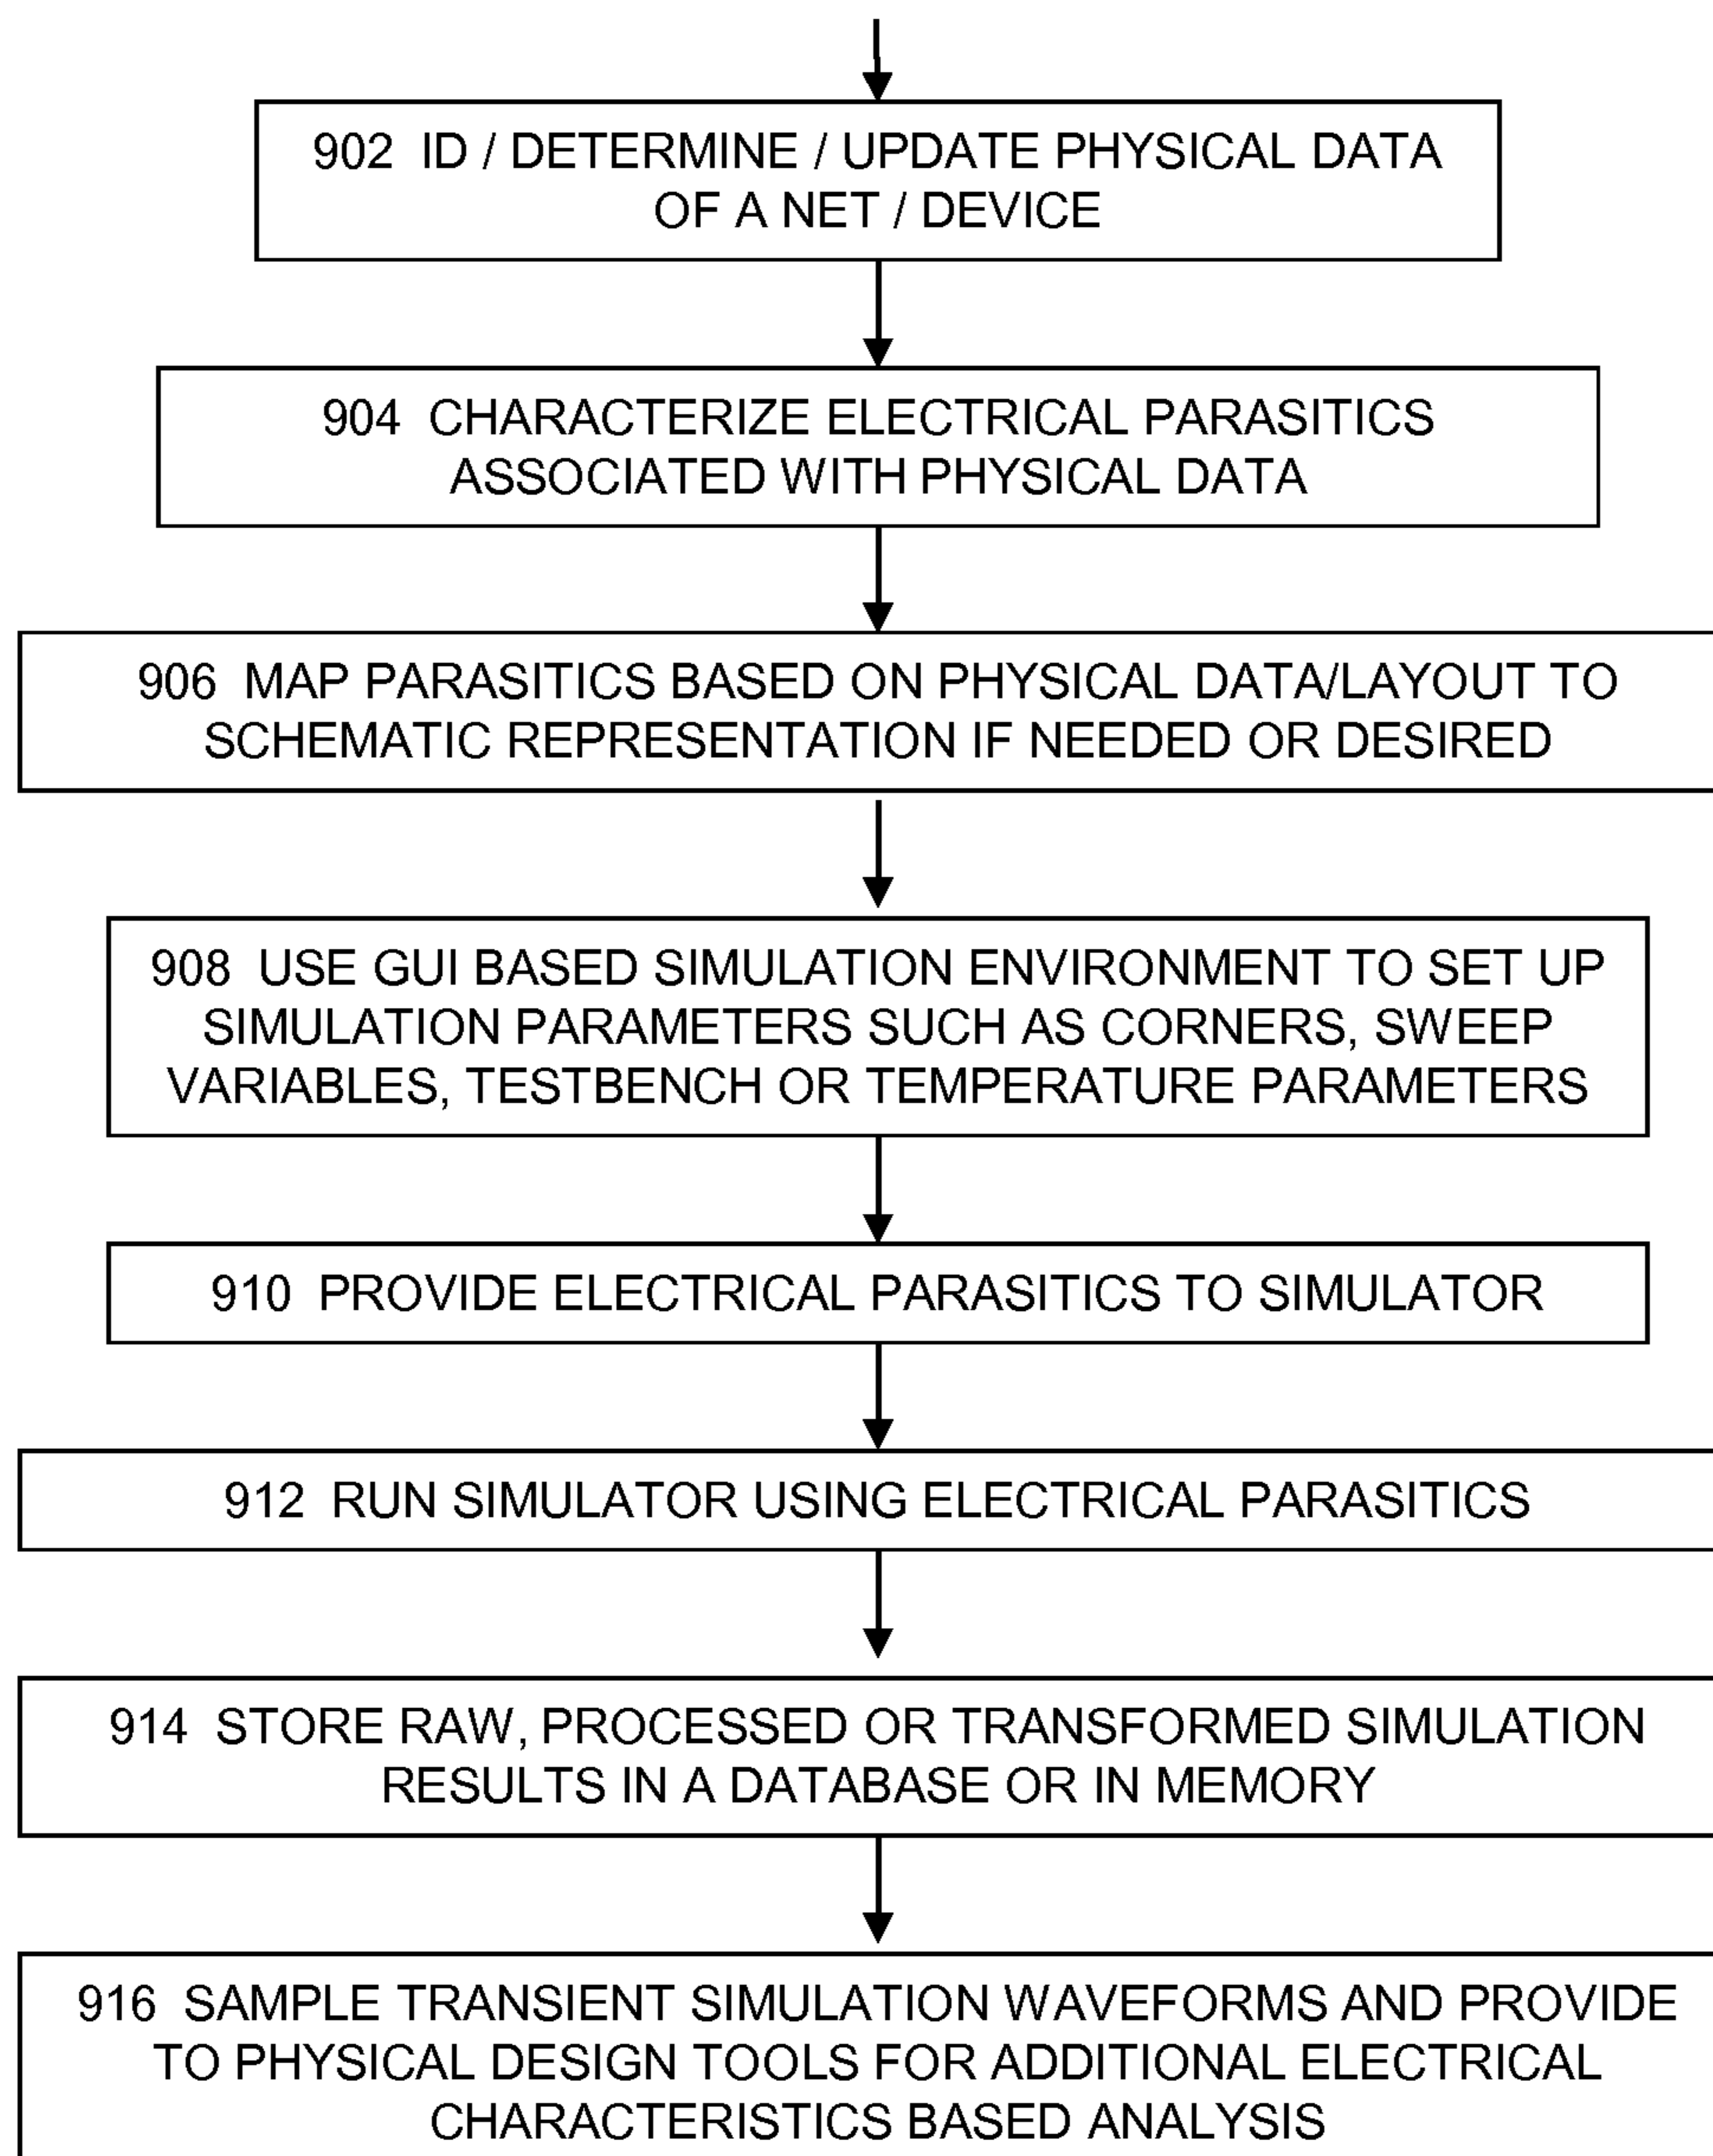 902 ID / DETERMINE / UPDATE PHYSICAL DATA
OF A NET / DEVICE
904 CHARACTERIZE ELECTRICAL PARASITICS
ASSOCIATED WITH PHYSICAL DATA
906 MAP PARASITICS BASED ON PHYSICAL DATA/LAYOUT TO
SCHEMATIC REPRESENTATION IF NEEDED OR DESIRED
908 USE GUI BASED SIMULATION ENVIRONMENT TO SET UP
SIMULATION PARAMETERS SUCH AS CORNERS, SWEEP
VARIABLES, TESTBENCH OR TEMPERATURE PARAMETERS
910 PROVIDE ELECTRICAL PARASITICS TO SIMULATOR
912 RUN SIMULATOR USING ELECTRICAL PARASITICS
914 STORE RAW, PROCESSED OR TRANSFORMED SIMULATION
RESULTS IN A DATABASE OR IN MEMORY
916 SAMPLE TRANSIENT SIMULATION WAVEFORMS AND PROVIDE
TO PHYSICAL DESIGN TOOLS FOR ADDITIONAL ELECTRICAL
CHARACTERISTICS BASED ANALYSIS